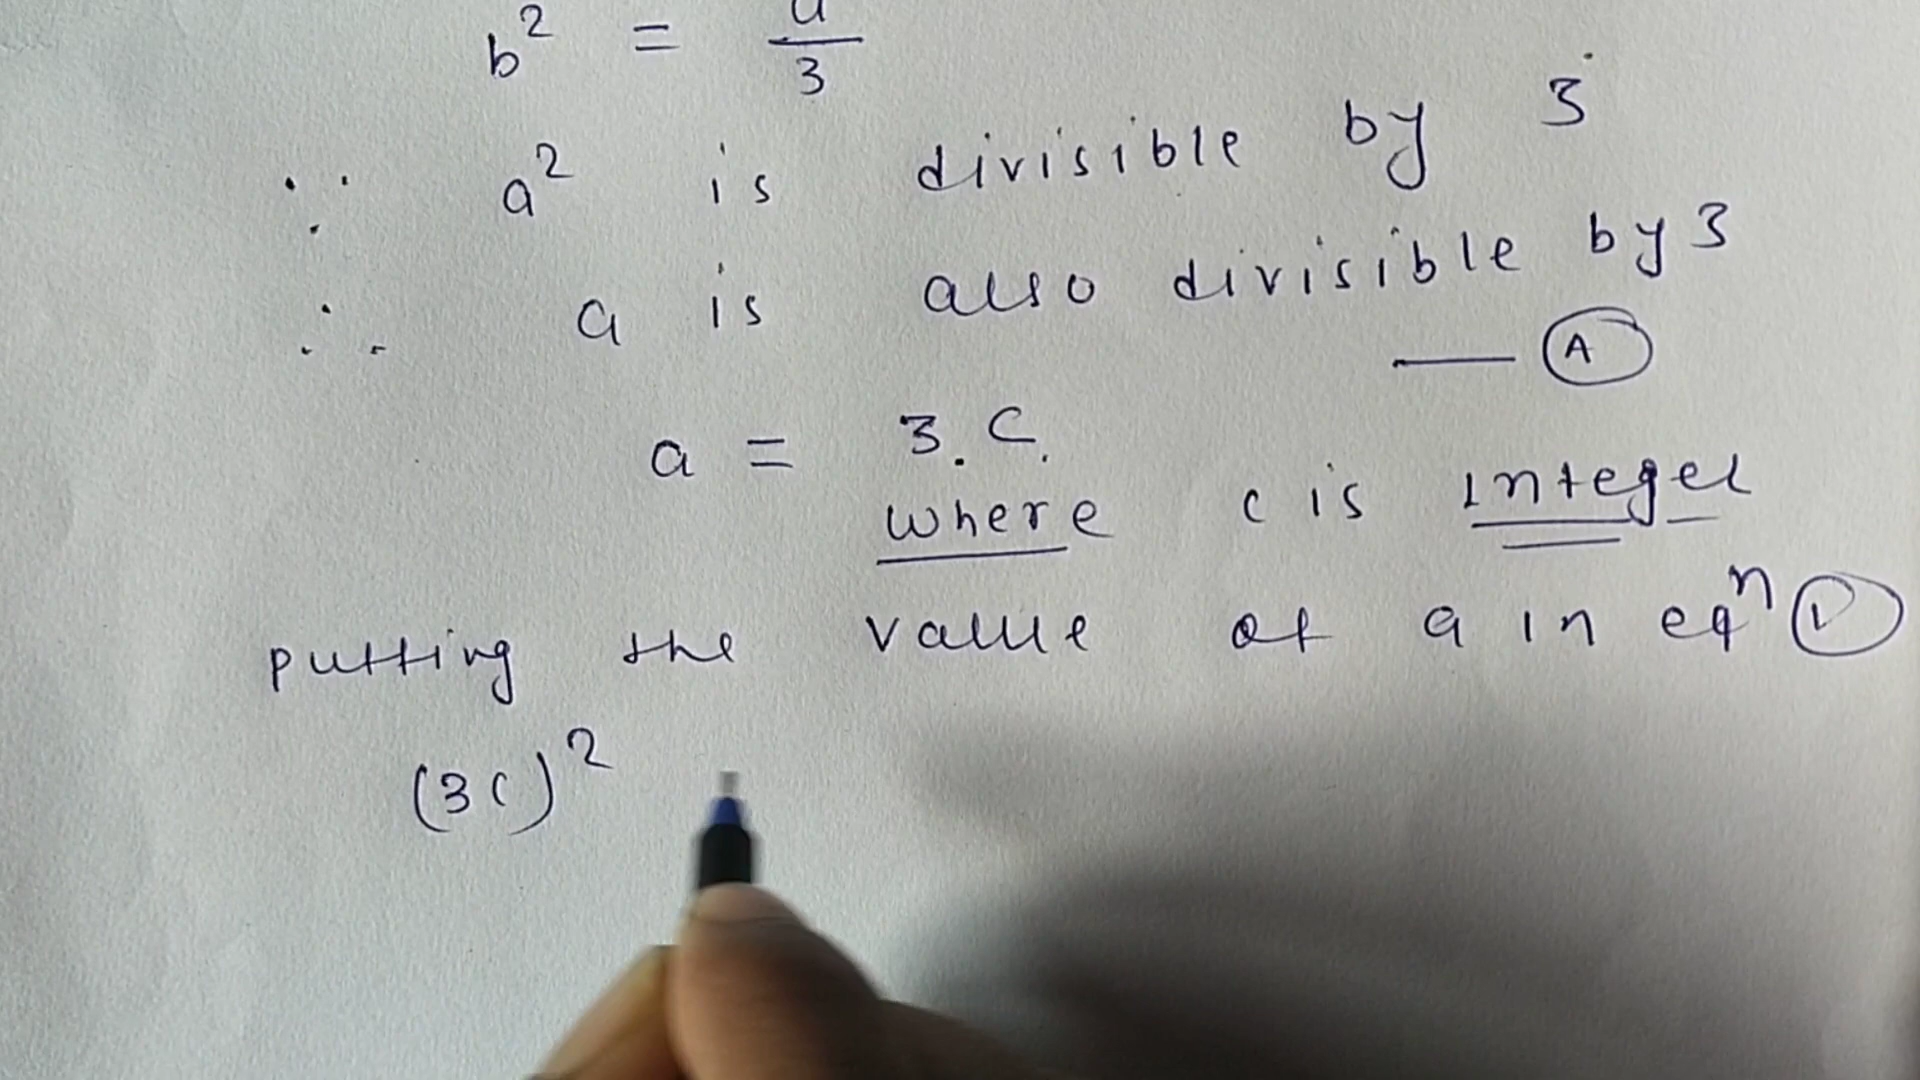 b² = a/3
∵ a² is divisible by 3
∴ a is also divisible by 3
— A
a = 3.C.
where c is integer
putting the value of a in eqⁿ 1
(3c)²